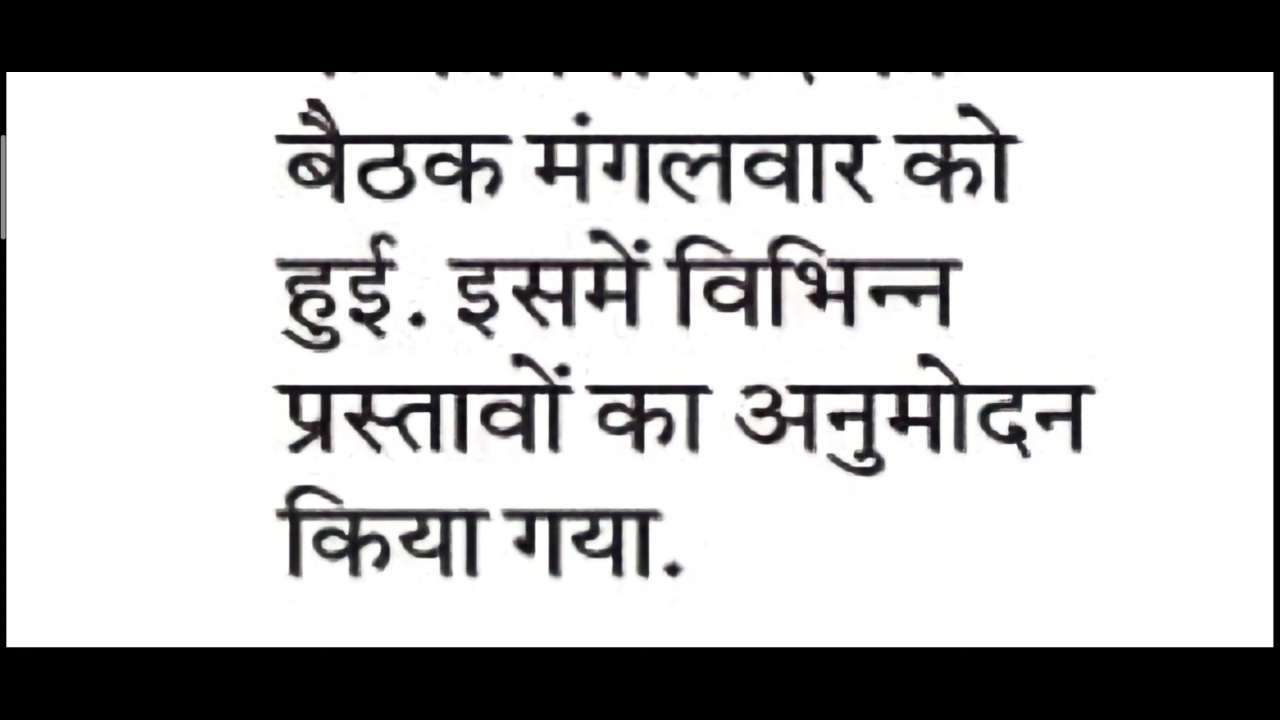 बैठक मंगलवार को
हुई. इसमें विभिन्न
प्रस्तावों का अनुमोदन
किया गया.